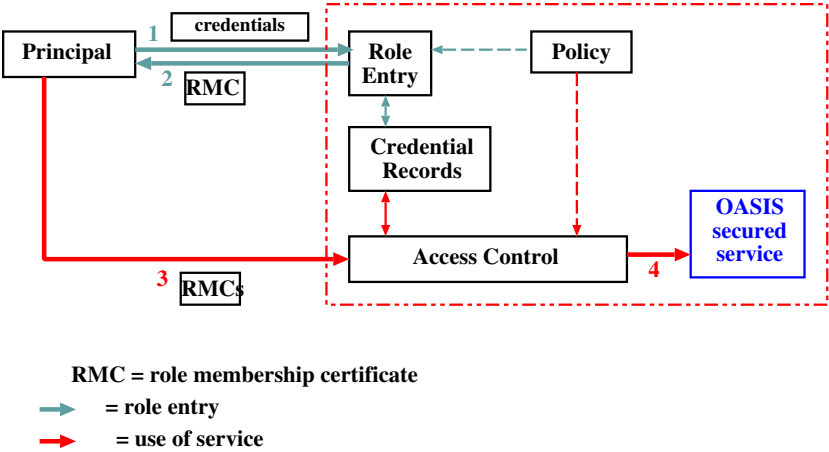 1
credentials
Principal
Role
Entry
Policy
2
RMC
Credential
Records
OASIS
secured
service
Access Control
3
4
RMCs
RMC = role membership certificate
= role entry
= use of service